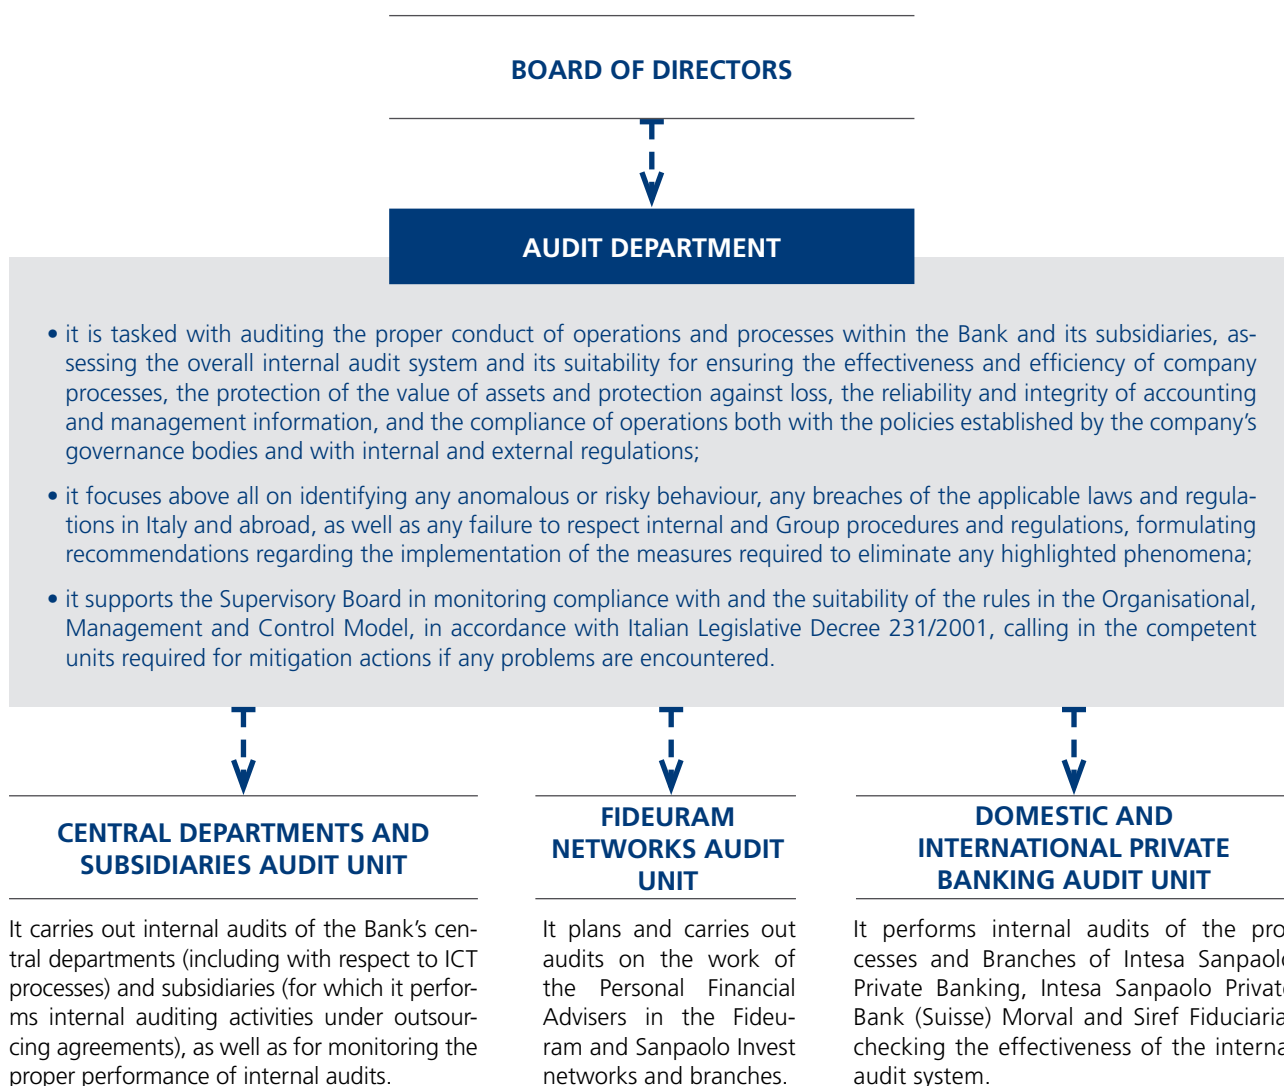 BOARD OF DIRECTORS
AUDIT DEPARTMENT
• it is tasked with auditing the proper conduct of operations and processes within the Bank and its subsidiaries, as-
sessing the overall internal audit system and its suitability for ensuring the effectiveness and efficiency of company
processes, the protection of the value of assets and protection against loss, the reliability and integrity of accounting
and management information, and the compliance of operations both with the policies established by the company's
governance bodies and with internal and external regulations;
• it focuses above all on identifying any anomalous or risky behaviour, any breaches of the applicable laws and regula-
tions in Italy and abroad, as well as any failure to respect internal and Group procedures and regulations, formulating
recommendations regarding the implementation of the measures required to eliminate any highlighted phenomena;
• it supports the Supervisory Board in monitoring compliance with and the suitability of the rules in the Organisational,
Management and Control Model, in accordance with Italian Legislative Decree 231/2001, calling in the competent
units required for mitigation actions if any problems are encountered.
CENTRAL DEPARTMENTS AND
SUBSIDIARIES AUDIT UNIT
It carries out internal audits of the Bank's cen-
tral departments (including with respect to ICT
processes) and subsidiaries (for which it perfor-
ms internal auditing activities under outsour-
cing agreements), as well as for monitoring the
proper performance of internal audits.
FIDEURAM
NETWORKS AUDIT
UNIT
It plans and carries out
audits on the work of
the Personal Financial
Advisers in the Fideu-
ram and Sanpaolo Invest
networks and branches.
DOMESTIC AND
INTERNATIONAL PRIVATE
BANKING AUDIT UNIT
It performs internal audits of the pro-
cesses and Branches of Intesa Sanpaolo
Private Banking, Intesa Sanpaolo Private
Bank (Suisse) Morval and Siref Fiduciaria,
checking the effectiveness of the internal
audit system.